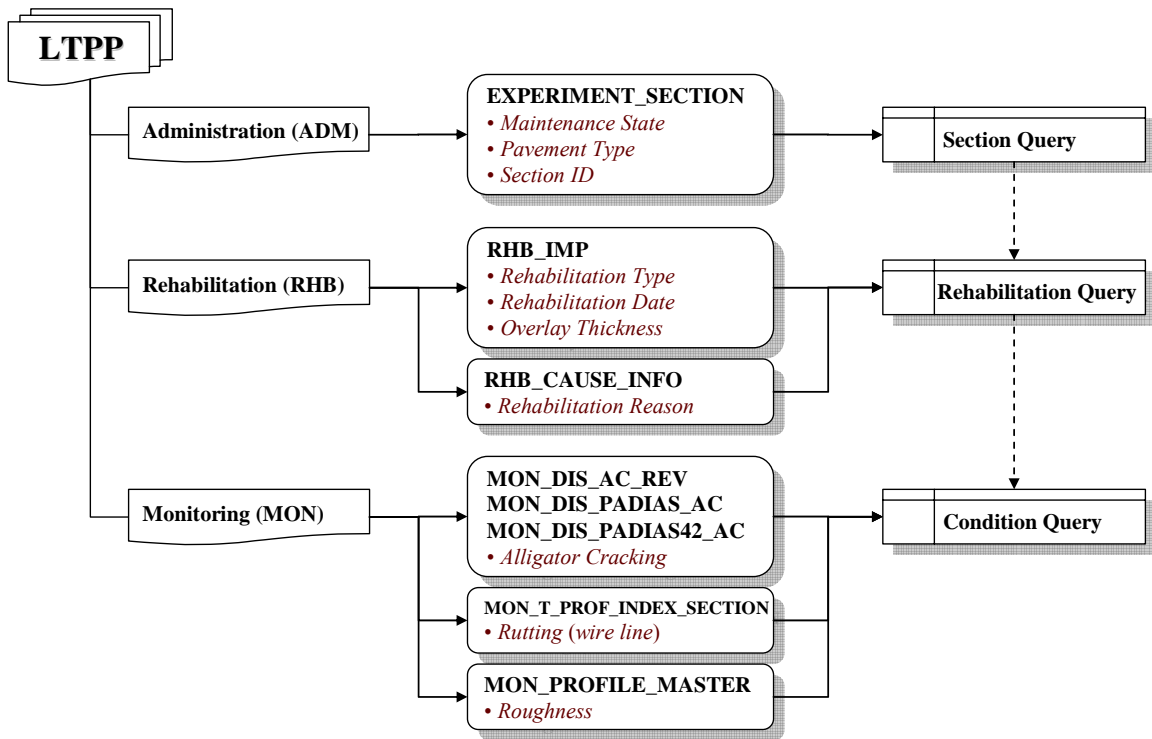 LTPP
Administration (ADM)
EXPERIMENT_SECTION
• Maintenance State
• Pavement Type
• Section ID
Section Query
Rehabilitation (RHB)
RHB_IMP
• Rehabilitation Type
• Rehabilitation Date
• Overlay Thickness
Rehabilitation Query
RHB_CAUSE_INFO
• Rehabilitation Reason
Monitoring (MON)
MON_DIS_AC_REV
MON_DIS_PADIAS_AC
MON_DIS_PADIAS42_AC
• Alligator Cracking
Condition Query
MON_T_PROF_INDEX_SECTION
• Rutting (wire line)
MON_PROFILE_MASTER
• Roughness